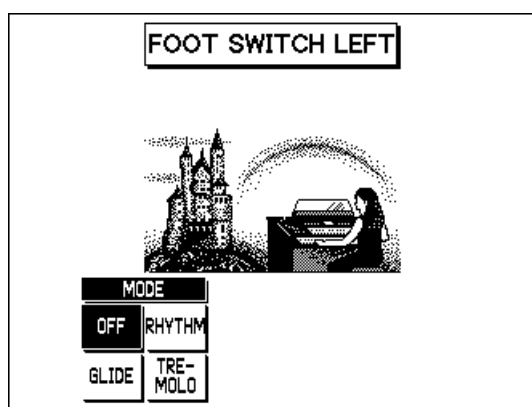 FOOT SWITCH LEFT
MODE
OFF RHYTHM
GLIDE TRE-
MOLO